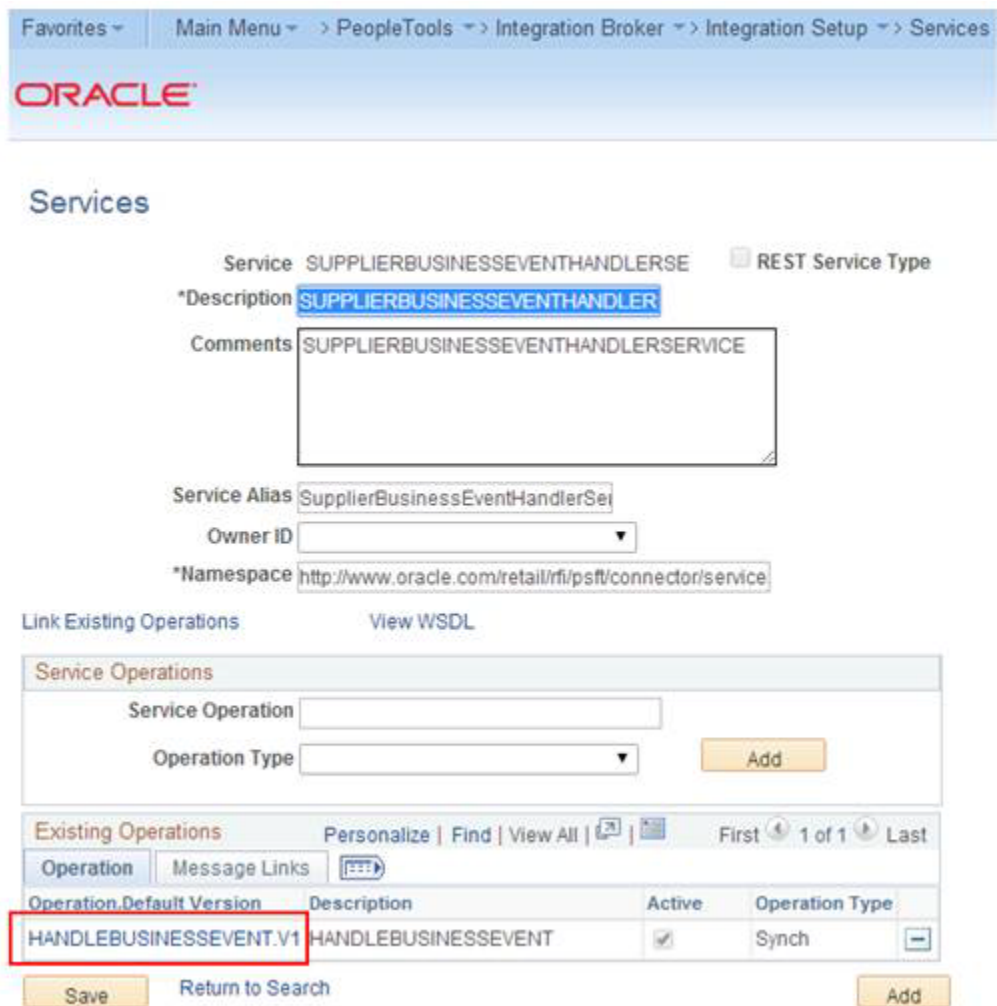 Favorites Main Menu > PeopleTools > Integration Broker > Integration Setup > Services
ORACLE
Services
Service SUPPLIERBUSINESSEVENTHANDLERSE REST Service Type
*Description SUPPLIERBUSINESSEVENTHANDLER
Comments SUPPLIERBUSINESSEVENTHANDLERSERVICE
Service Alias SupplierBusinessEventHandlerSer
Owner ID
*Namespace http://www.oracle.com/retail/rfi/psft/connector/service
Link Existing Operations View WSDL
Service Operations
Service Operation
Operation Type Add
Existing Operations Personalize | Find | View All | | First 1 of 1 Last
Operation Message Links
Operation.Default Version Description Active Operation Type
HANDLEBUSINESSEVENT.V1 HANDLEBUSINESSEVENT Synch
Save Return to Search Add